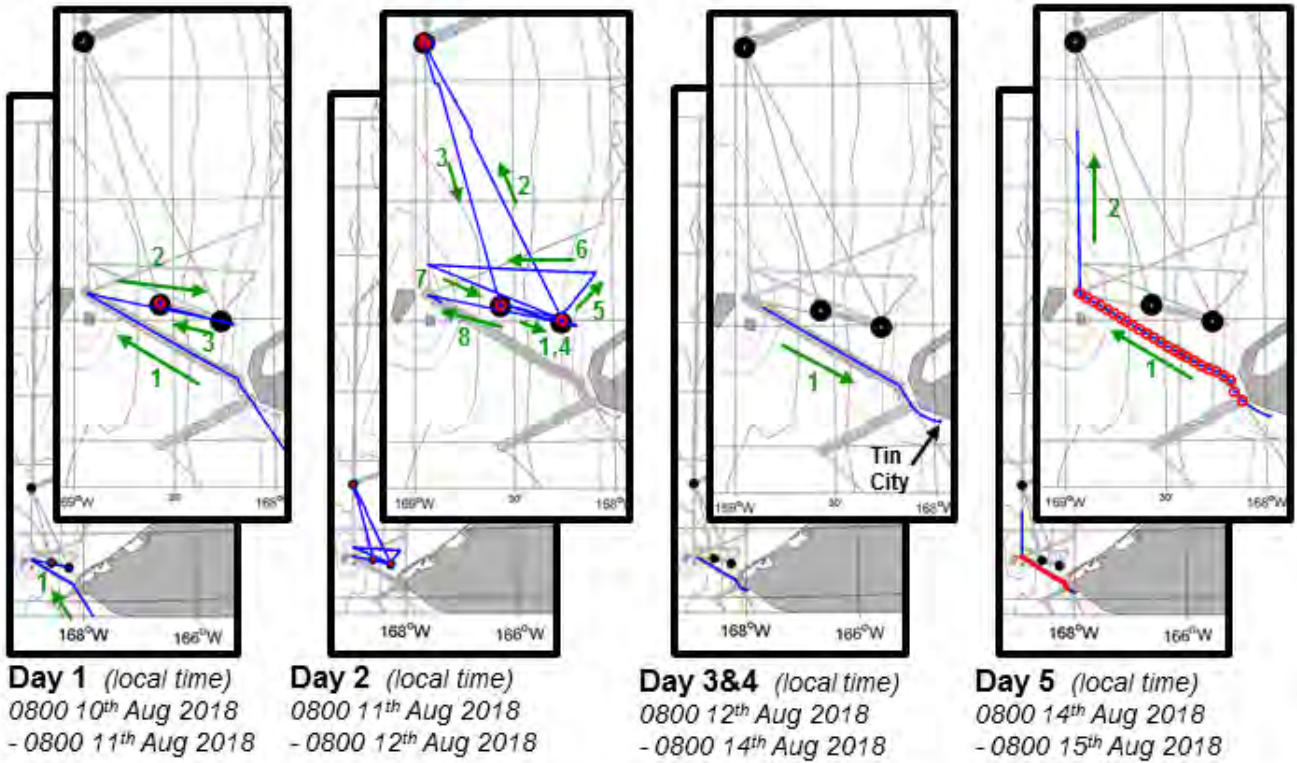 2
3
1
169°W
30'
168°W
1
168°W
166°W
Day 1 (local time)
0800 10th Aug 2018
- 0800 11th Aug 2018
3
2
6
7
5
8
1,4
169°W
30'
168°W
168°W
166°W
Day 2 (local time)
0800 11th Aug 2018
- 0800 12th Aug 2018
1
Tin
City
169°W
30'
168°W
168°W
166°W
Day 3&4 (local time)
0800 12th Aug 2018
- 0800 14th Aug 2018
2
1
169°W
30'
168°W
168°W
166°W
Day 5 (local time)
0800 14th Aug 2018
- 0800 15th Aug 2018